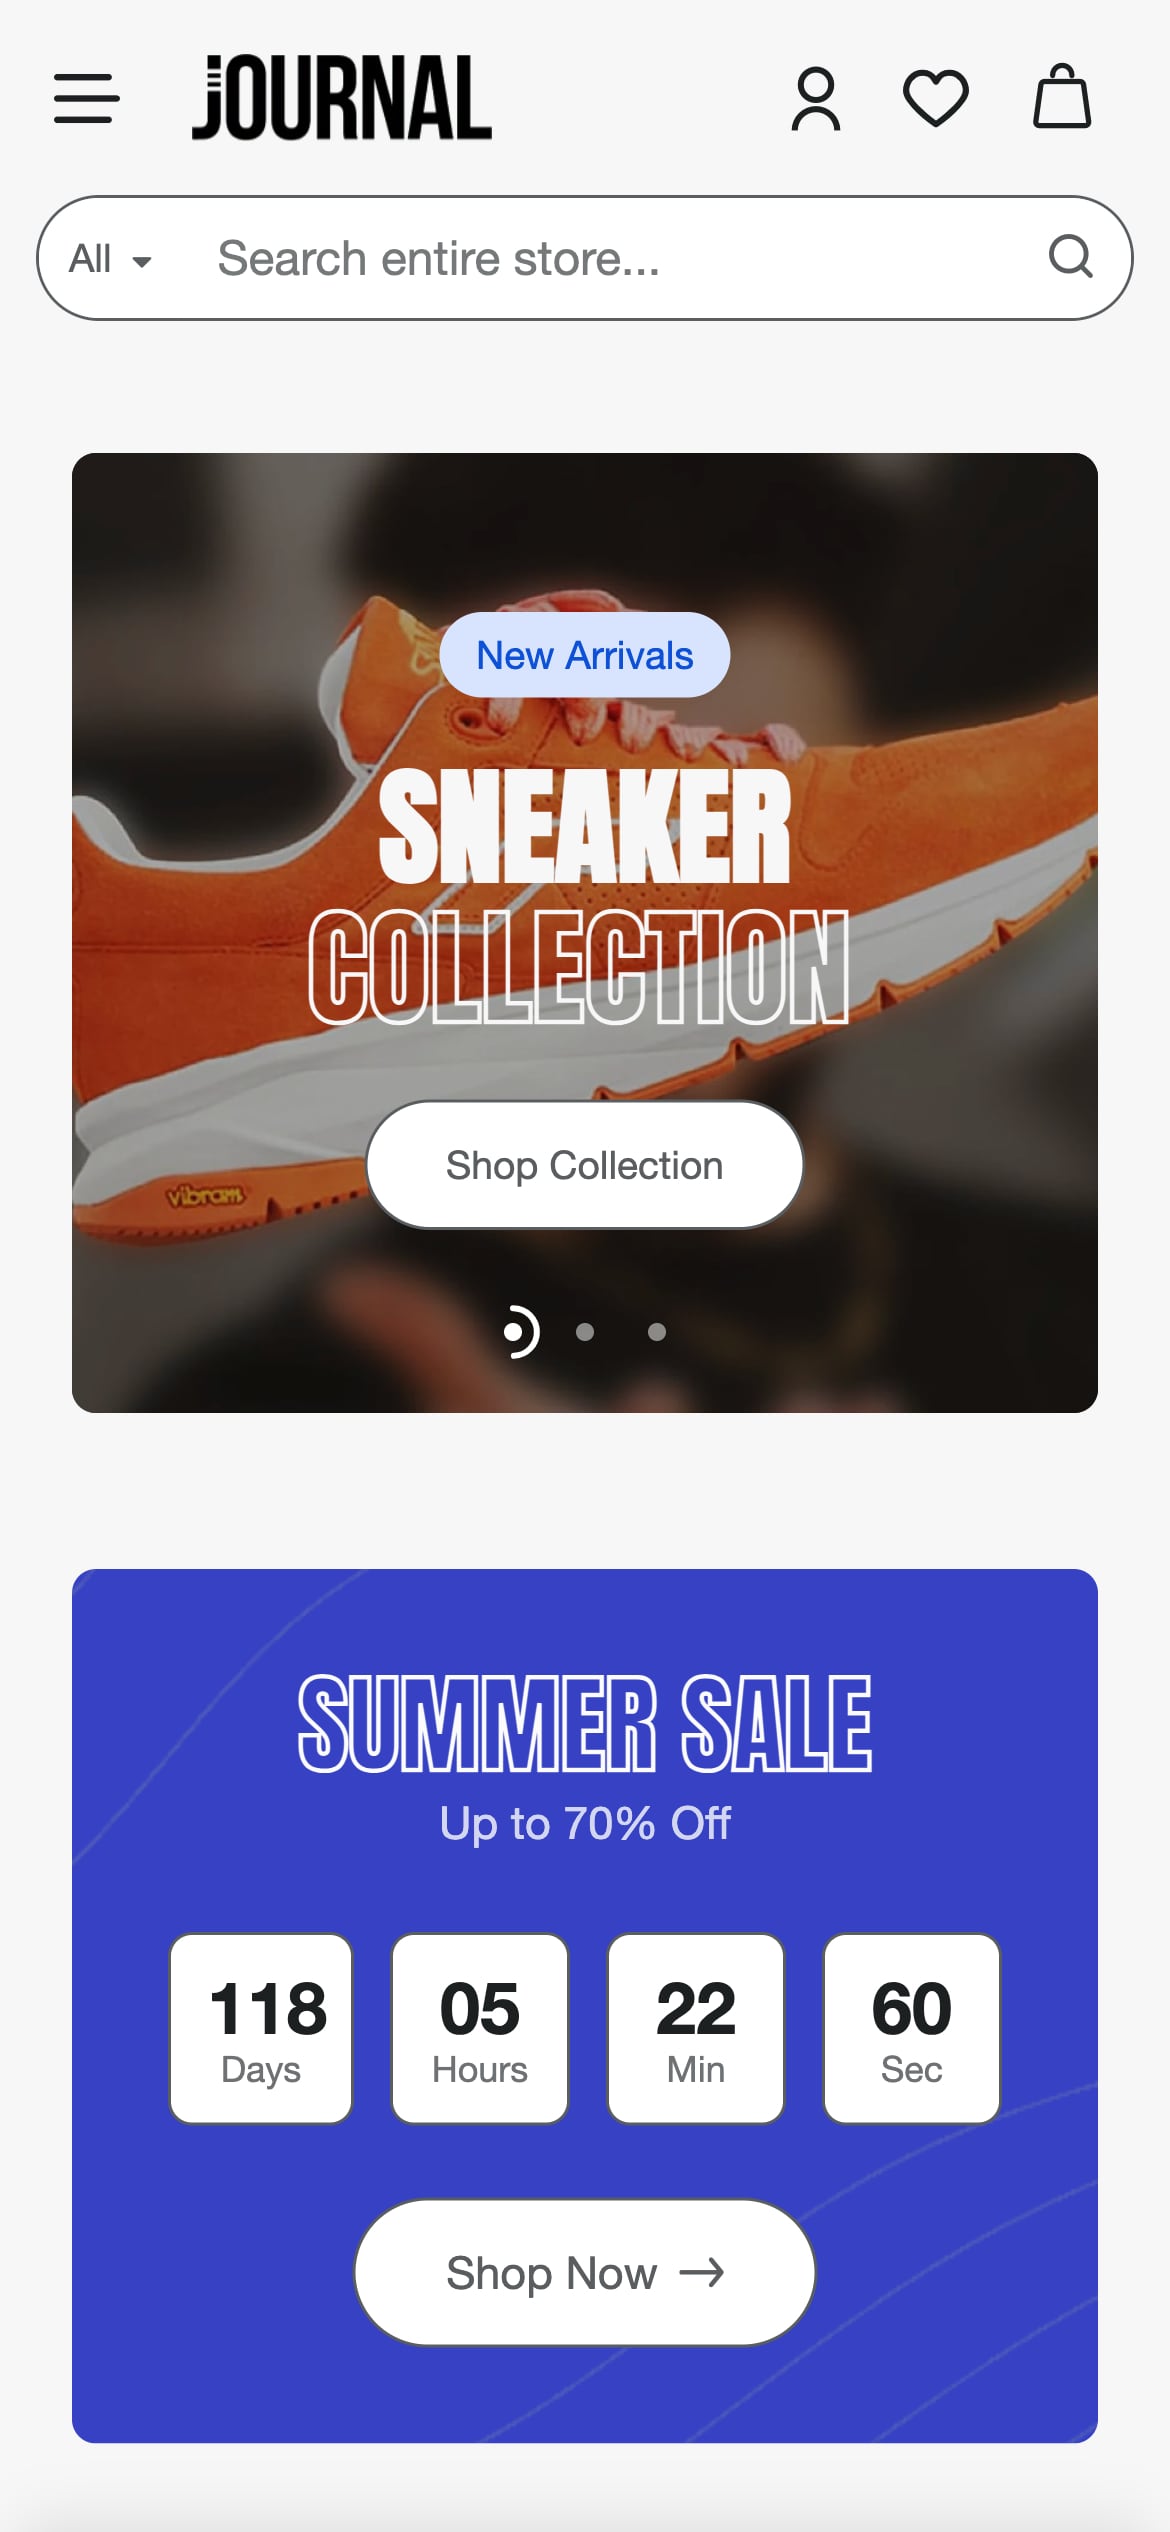 JOURNAL
All
Search entire store...
New Arrivals
SNEAKER
COLLECTION
vibram
Shop Collection
SUMMER SALE
Up to 70% Off
118 05 22 60
Days Hours Min Sec
Shop Now →